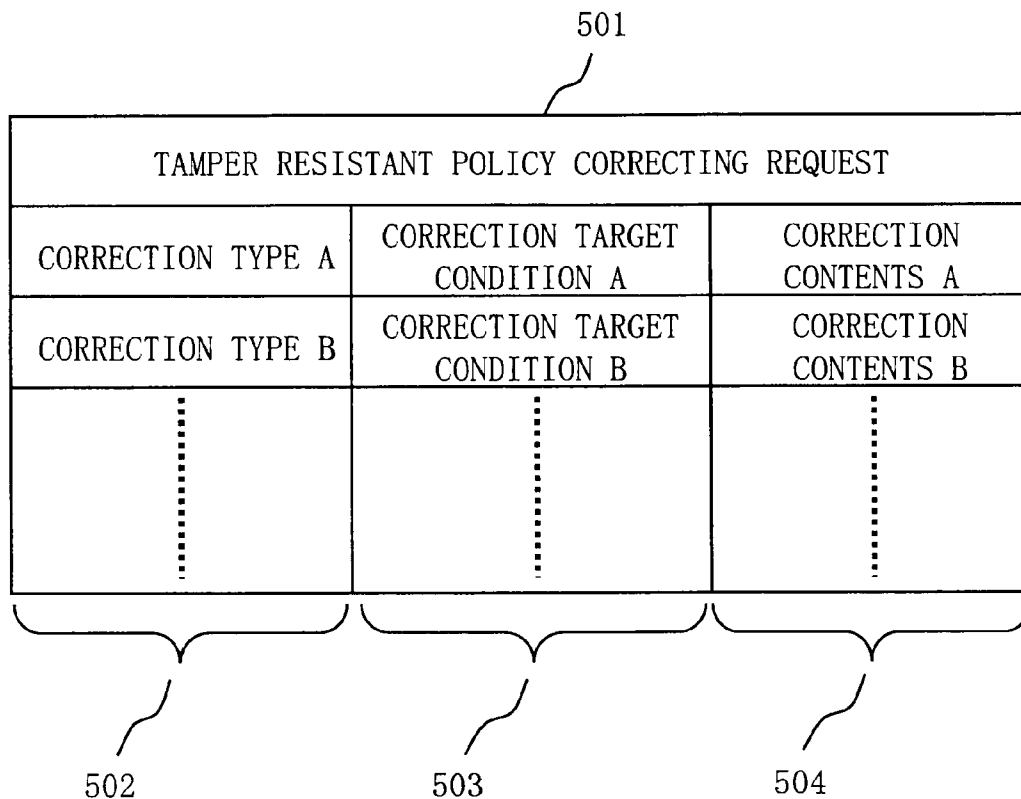 501
TAMPER RESISTANT POLICY CORRECTING REQUEST
CORRECTION TYPE A
CORRECTION TARGET
CONDITION A
CORRECTION
CONTENTS A
CORRECTION TYPE B
CORRECTION TARGET
CONDITION B
CORRECTION
CONTENTS B
502
503
504